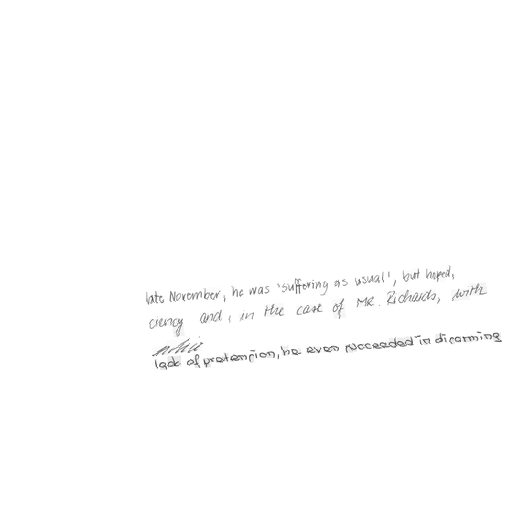 late November, he was 'suffering as usual', but hoped,
ciency and, in the case of Mr. Richards, with
lack of pretension, he even succeeded in disarming